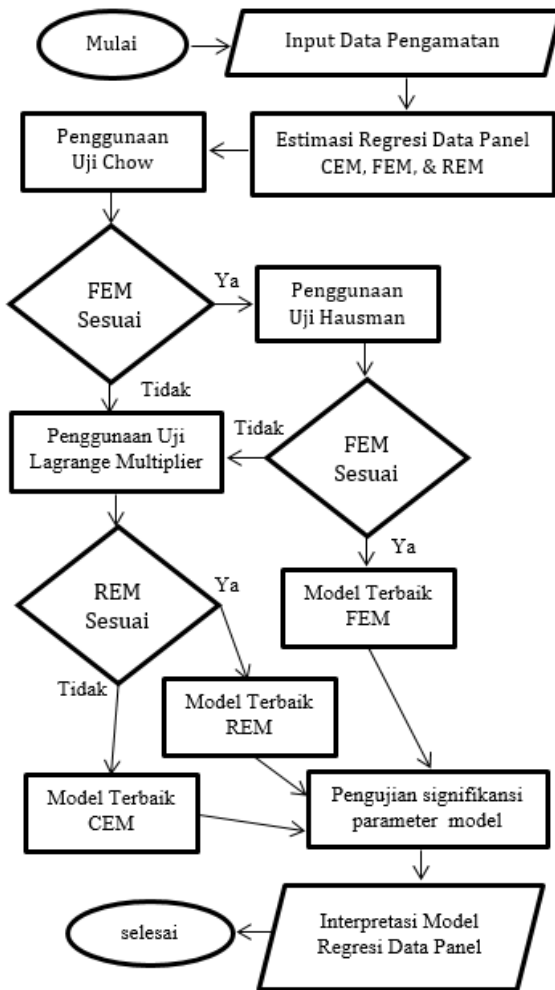 Mulai
Input Data Pengamatan
Penggunaan
Uji Chow
Estimasi Regresi Data Panel
CEM, FEM, & REM
FEM
Sesuai
Ya
Penggunaan
Uji Hausman
Tidak
Penggunaan Uji
Lagrange Multiplier
Tidak
FEM
Sesuai
Ya
REM
Sesuai
Ya
Model Terbaik
FEM
Tidak
Model Terbaik
REM
Model Terbaik
CEM
Pengujian signifikansi
parameter model
Interpretasi Model
Regresi Data Panel
selesai